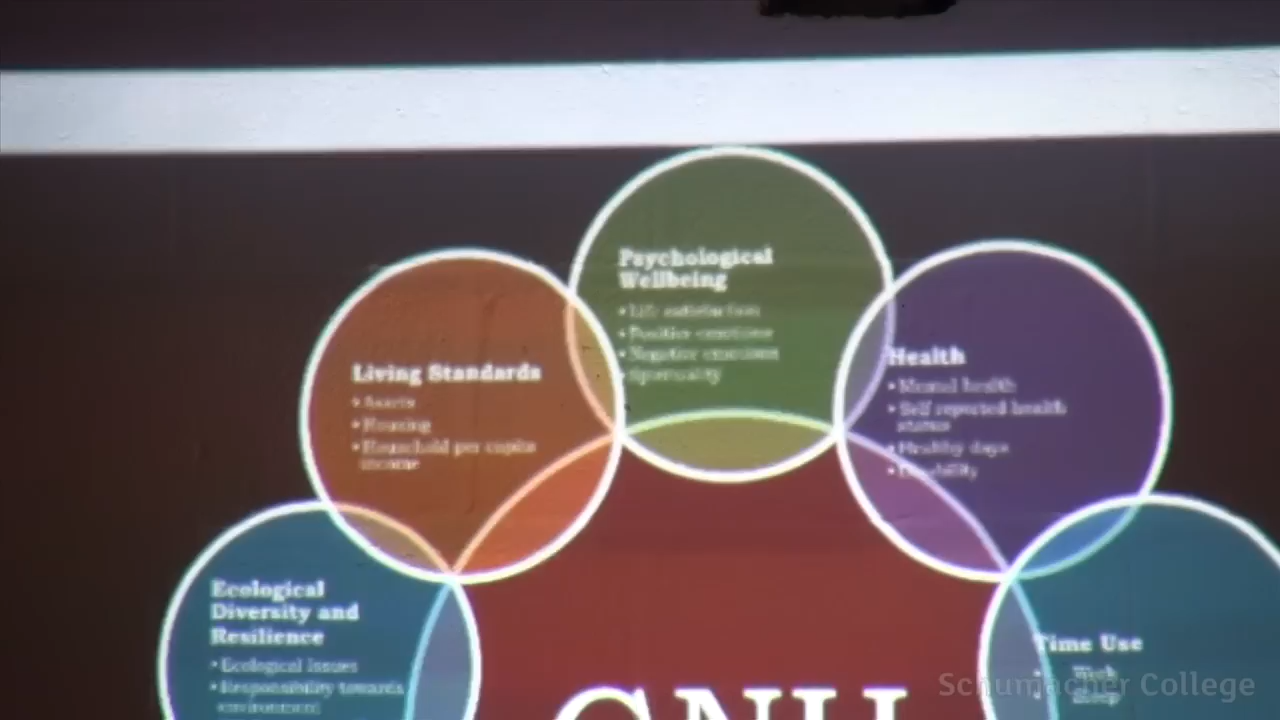 Psychological
Wellbeing
• Life satisfaction
• Positive emotions
• Negative emotions
• Spirituality
Living Standards
• Assets
• Housing
• Household per capita
income
Health
• Mental health
• Self reported health
status
• Healthy days
• Disability
Ecological
Diversity and
Resilience
• Ecological Issues
• Responsibility towards
environment
Time Use
• Work
• Sleep
GNH
Schumacher College